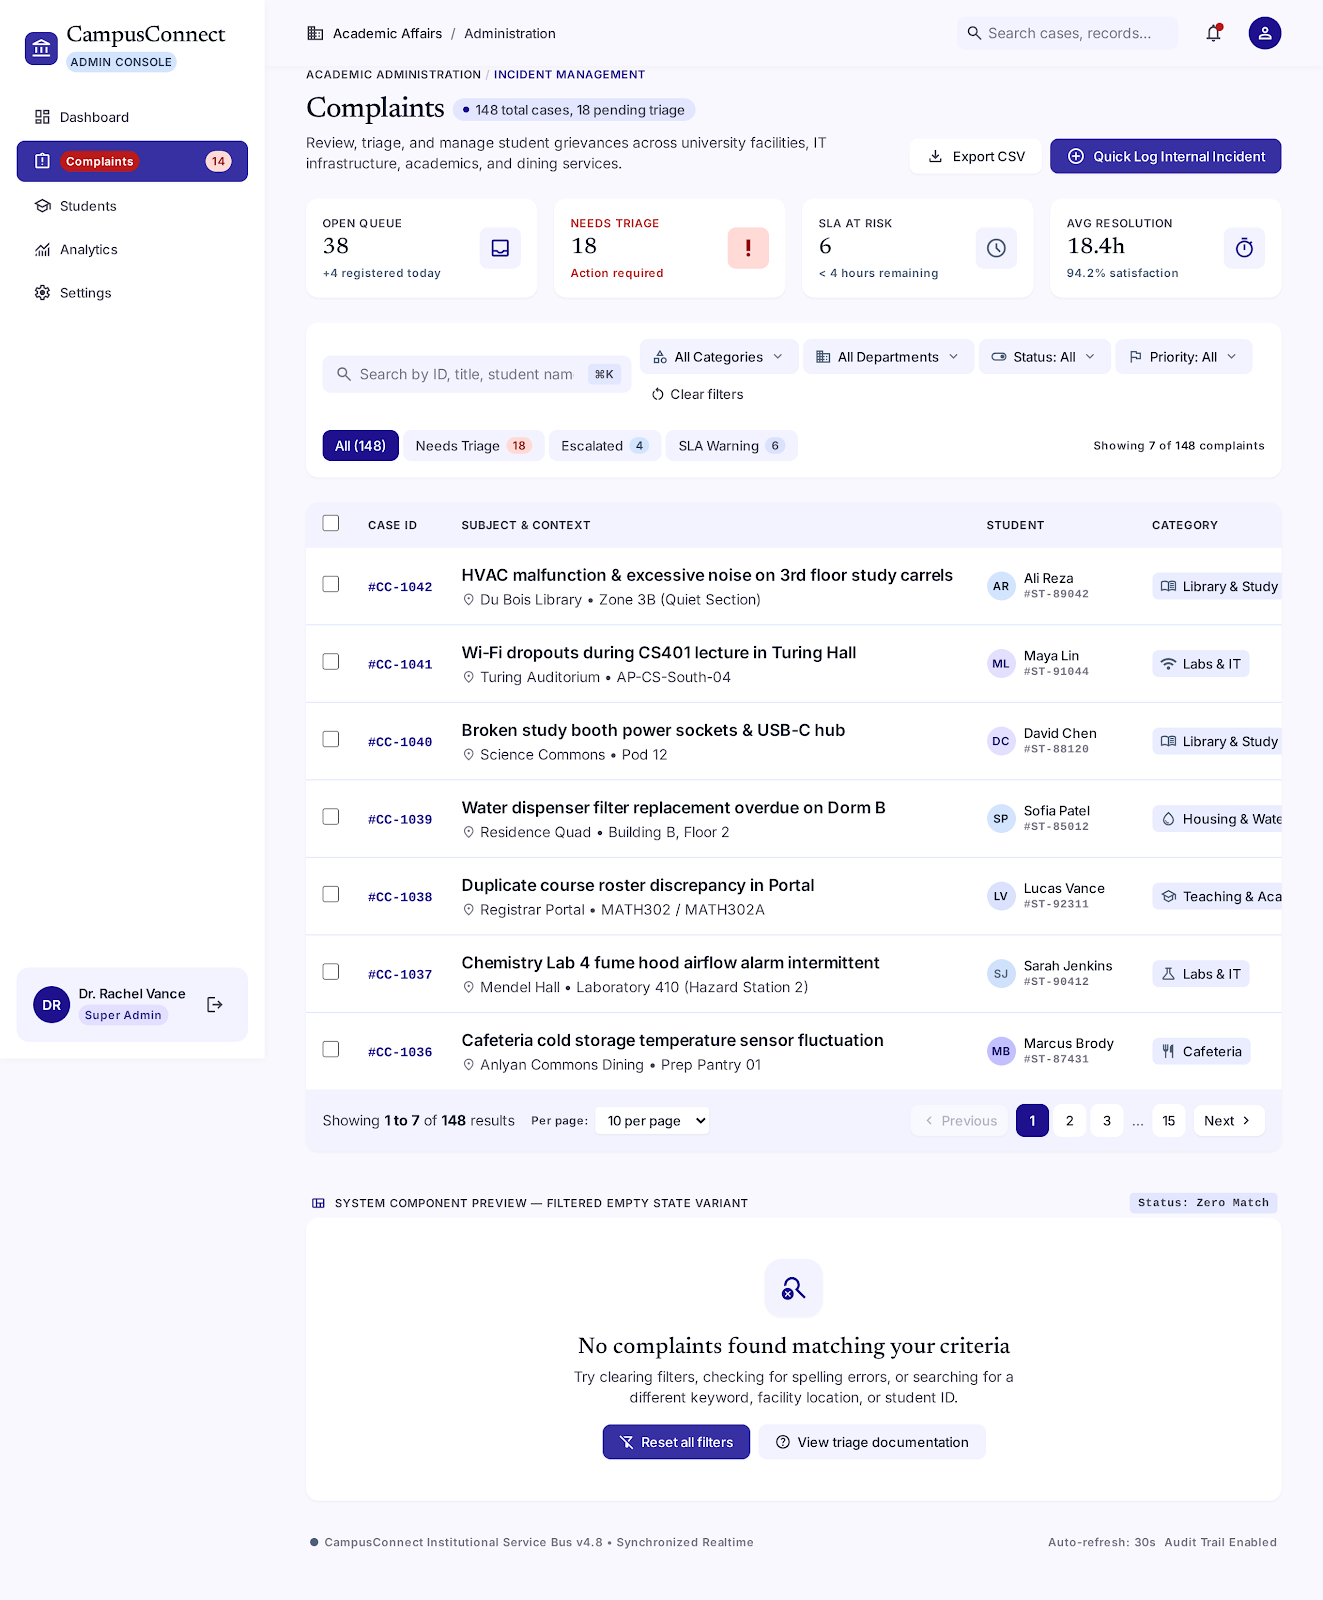 CampusConnect
ADMIN CONSOLE
Dashboard
Complaints 14
Students
Analytics
Settings
DR Dr. Rachel Vance
Super Admin
Academic Affairs / Administration
Search cases, records...
ACADEMIC ADMINISTRATION / INCIDENT MANAGEMENT
Complaints • 148 total cases, 18 pending triage
Review, triage, and manage student grievances across university facilities, IT
infrastructure, academics, and dining services.
Export CSV
Quick Log Internal Incident
OPEN QUEUE
38
+4 registered today
NEEDS TRIAGE
18
Action required
SLA AT RISK
6
< 4 hours remaining
AVG RESOLUTION
18.4h
94.2% satisfaction
Search by ID, title, student nam ⌘K
All Categories
All Departments
Status: All
Priority: All
Clear filters
All (148)
Needs Triage 18
Escalated 4
SLA Warning 6
Showing 7 of 148 complaints
CASE ID SUBJECT & CONTEXT STUDENT CATEGORY
#CC-1042
HVAC malfunction & excessive noise on 3rd floor study carrels
Du Bois Library • Zone 3B (Quiet Section)
AR Ali Reza
#ST-89042
Library & Study
#CC-1041
Wi-Fi dropouts during CS401 lecture in Turing Hall
Turing Auditorium • AP-CS-South-04
ML Maya Lin
#ST-91044
Labs & IT
#CC-1040
Broken study booth power sockets & USB-C hub
Science Commons • Pod 12
DC David Chen
#ST-88120
Library & Study
#CC-1039
Water dispenser filter replacement overdue on Dorm B
Residence Quad • Building B, Floor 2
SP Sofia Patel
#ST-85012
Housing & Wate
#CC-1038
Duplicate course roster discrepancy in Portal
Registrar Portal • MATH302 / MATH302A
LV Lucas Vance
#ST-92311
Teaching & Aca
#CC-1037
Chemistry Lab 4 fume hood airflow alarm intermittent
Mendel Hall • Laboratory 410 (Hazard Station 2)
SJ Sarah Jenkins
#ST-90412
Labs & IT
#CC-1036
Cafeteria cold storage temperature sensor fluctuation
Anlyan Commons Dining • Prep Pantry 01
MB Marcus Brody
#ST-87431
Cafeteria
Showing 1 to 7 of 148 results Per page: 10 per page
Previous 1 2 3 ... 15 Next
SYSTEM COMPONENT PREVIEW — FILTERED EMPTY STATE VARIANT
Status: Zero Match
No complaints found matching your criteria
Try clearing filters, checking for spelling errors, or searching for a
different keyword, facility location, or student ID.
Reset all filters
View triage documentation
CampusConnect Institutional Service Bus v4.8 • Synchronized Realtime
Auto-refresh: 30s Audit Trail Enabled